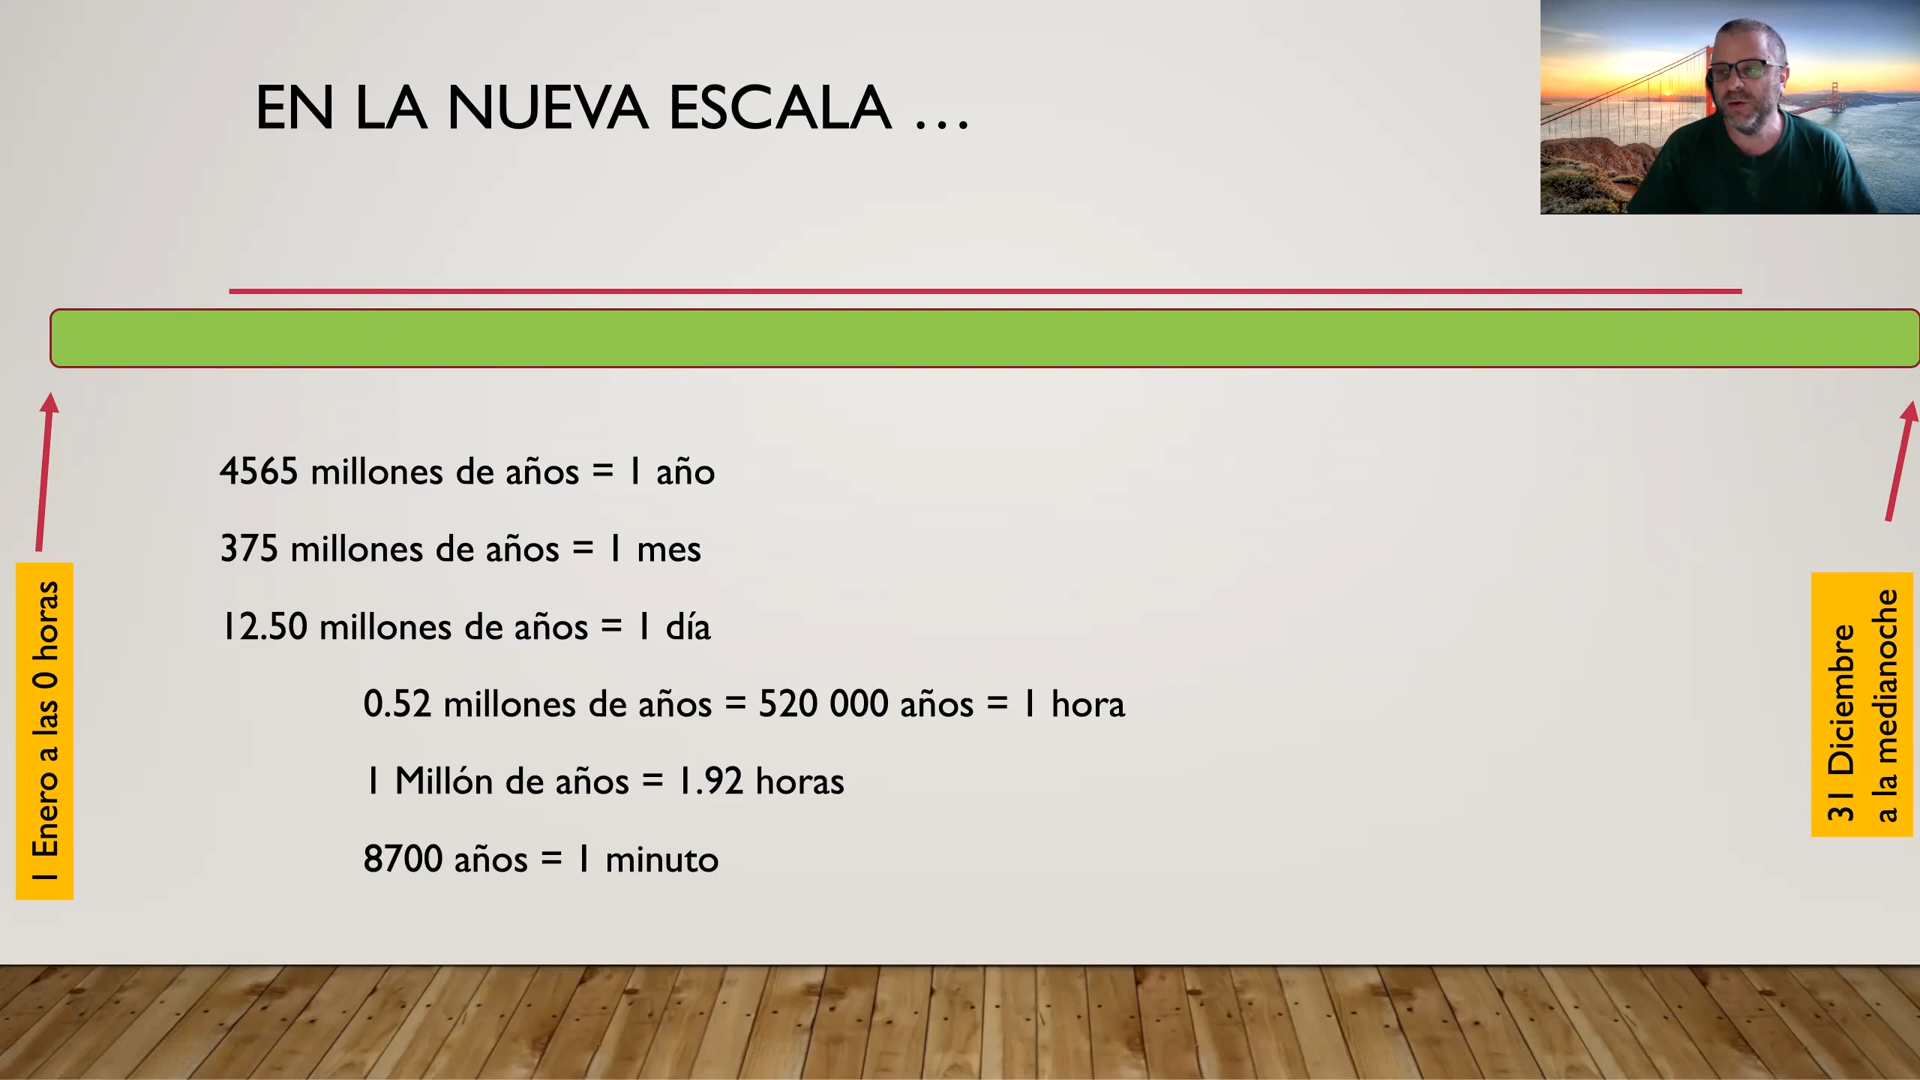 EN LA NUEVA ESCALA …
4565 millones de años = 1 año
375 millones de años = 1 mes
12.50 millones de años = 1 día
0.52 millones de años = 520 000 años = 1 hora
1 Millón de años = 1.92 horas
8700 años = 1 minuto
1 Enero a las 0 horas
31 Diciembre
a la medianoche